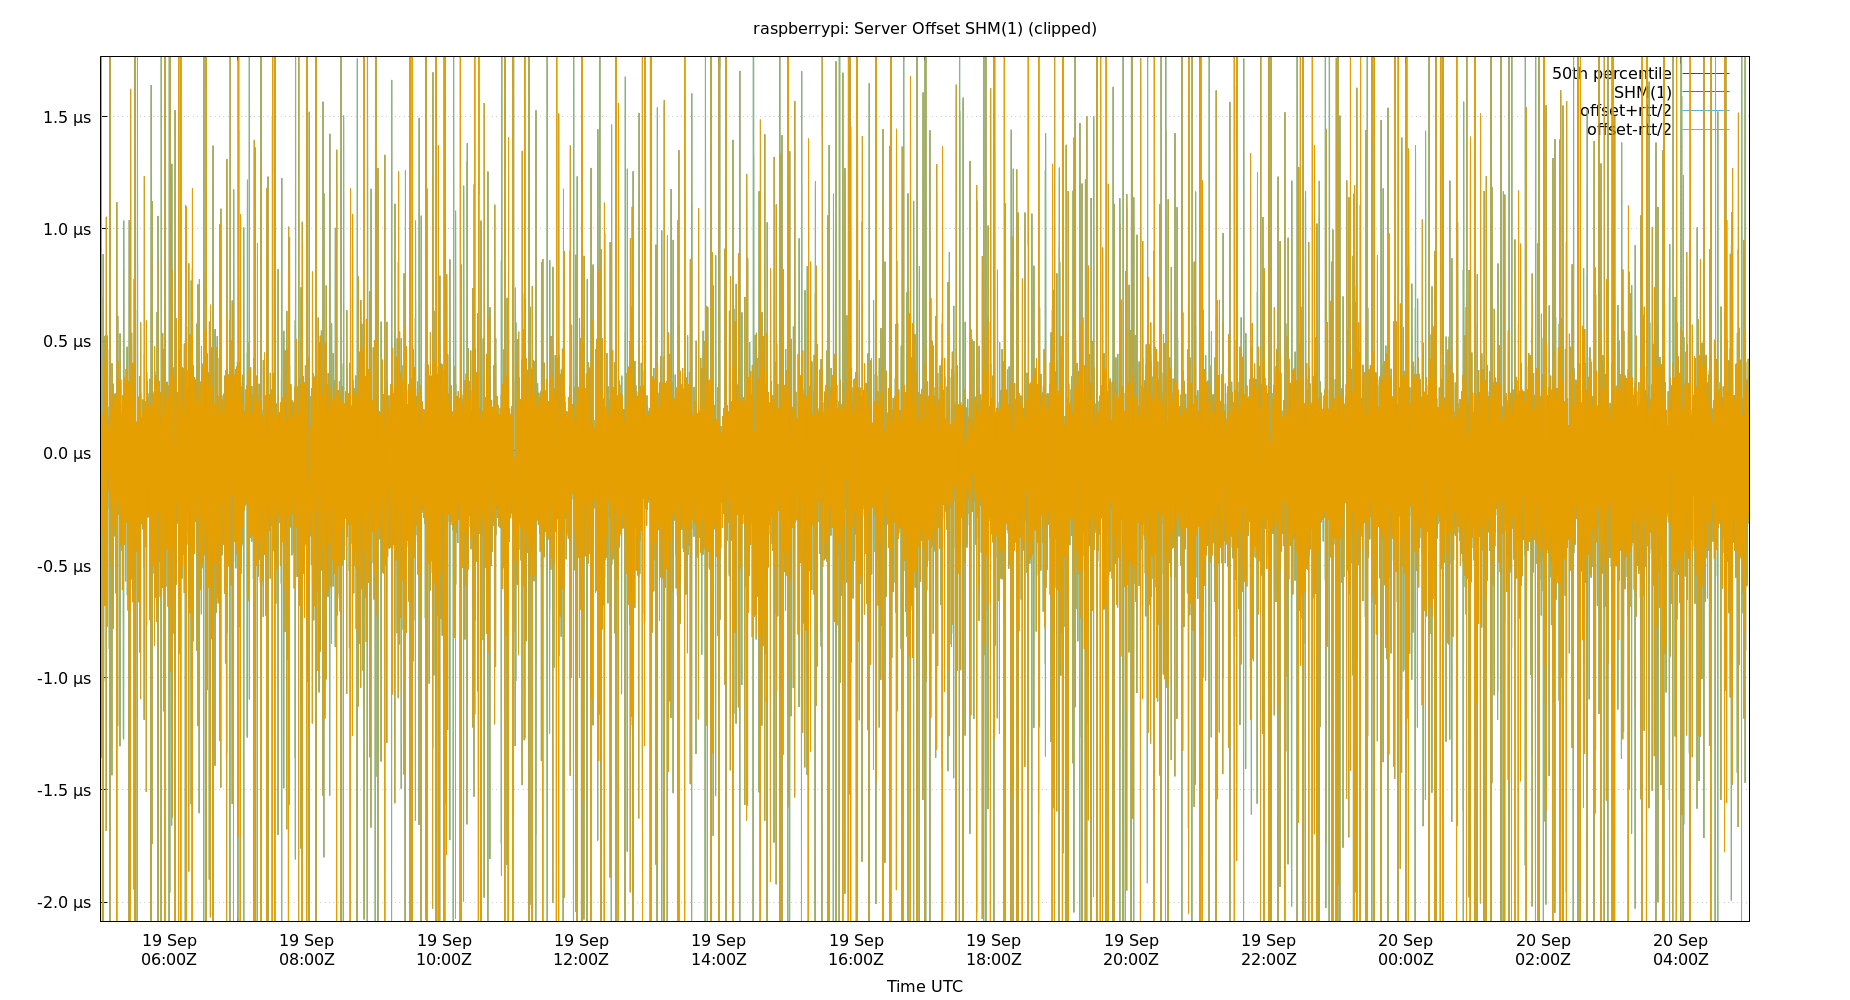 raspberrypi: Server Offset SHM(1) (clipped)
50th percentile
SHM(1)
offset+rtt/2
offset-rtt/2
1.5 µs
1.0 µs
0.5 µs
0.0 µs
-0.5 µs
-1.0 µs
-1.5 µs
-2.0 µs
19 Sep 19 Sep 19 Sep 19 Sep 19 Sep 19 Sep 19 Sep 19 Sep 19 Sep 20 Sep 20 Sep 20 Sep
06:00Z 08:00Z 10:00Z 12:00Z 14:00Z 16:00Z 18:00Z 20:00Z 22:00Z 00:00Z 02:00Z 04:00Z
Time UTC